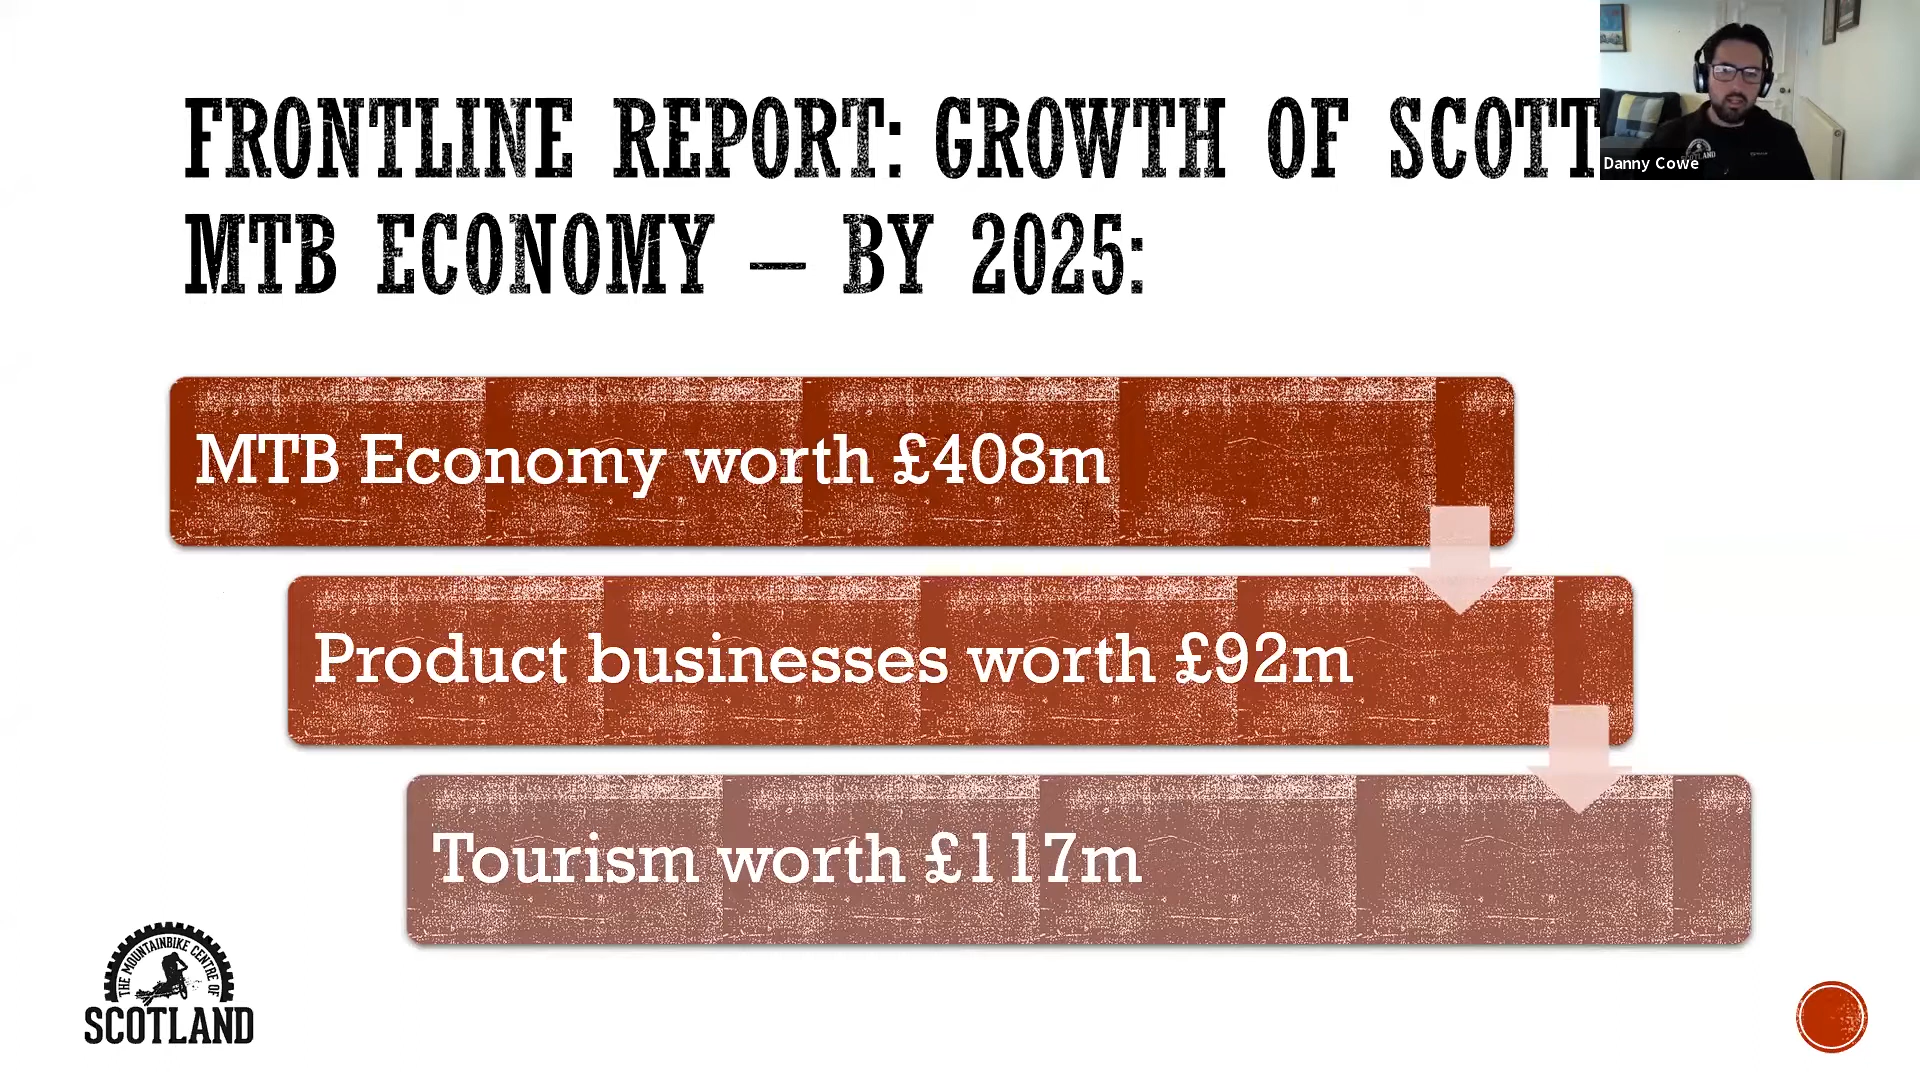 FRONTLINE REPORT: GROWTH OF SCOTT
MTB ECONOMY – BY 2025:
Danny Cowe
MTB Economy worth £408m
Product businesses worth £92m
Tourism worth £117m
THE MOUNTAINBIKE CENTRE OF
SCOTLAND